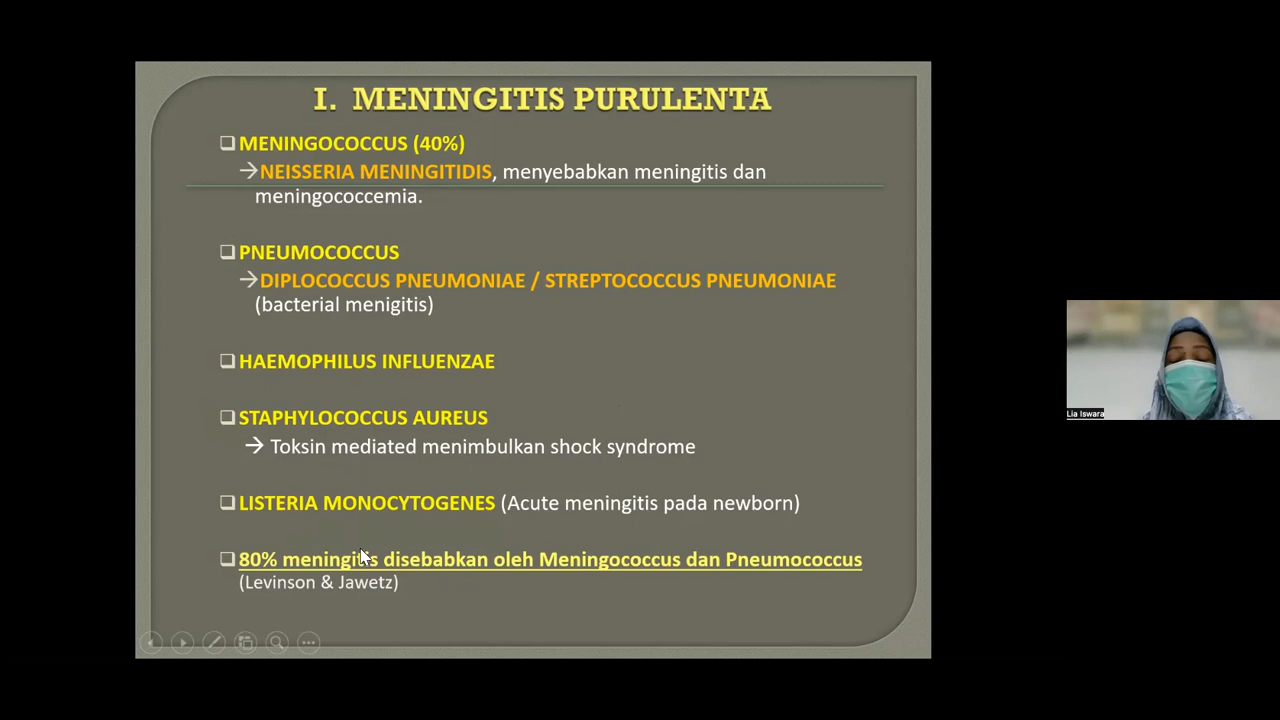 I. MENINGITIS PURULENTA
MENINGOCOCCUS (40%)
→NEISSERIA MENINGITIDIS, menyebabkan meningitis dan
meningococcemia.
PNEUMOCOCCUS
→DIPLOCOCCUS PNEUMONIAE / STREPTOCOCCUS PNEUMONIAE
(bacterial menigitis)
HAEMOPHILUS INFLUENZAE
STAPHYLOCOCCUS AUREUS
→ Toksin mediated menimbulkan shock syndrome
LISTERIA MONOCYTOGENES (Acute meningitis pada newborn)
80% meningitis disebabkan oleh Meningococcus dan Pneumococcus
(Levinson & Jawetz)
Lia Iswara